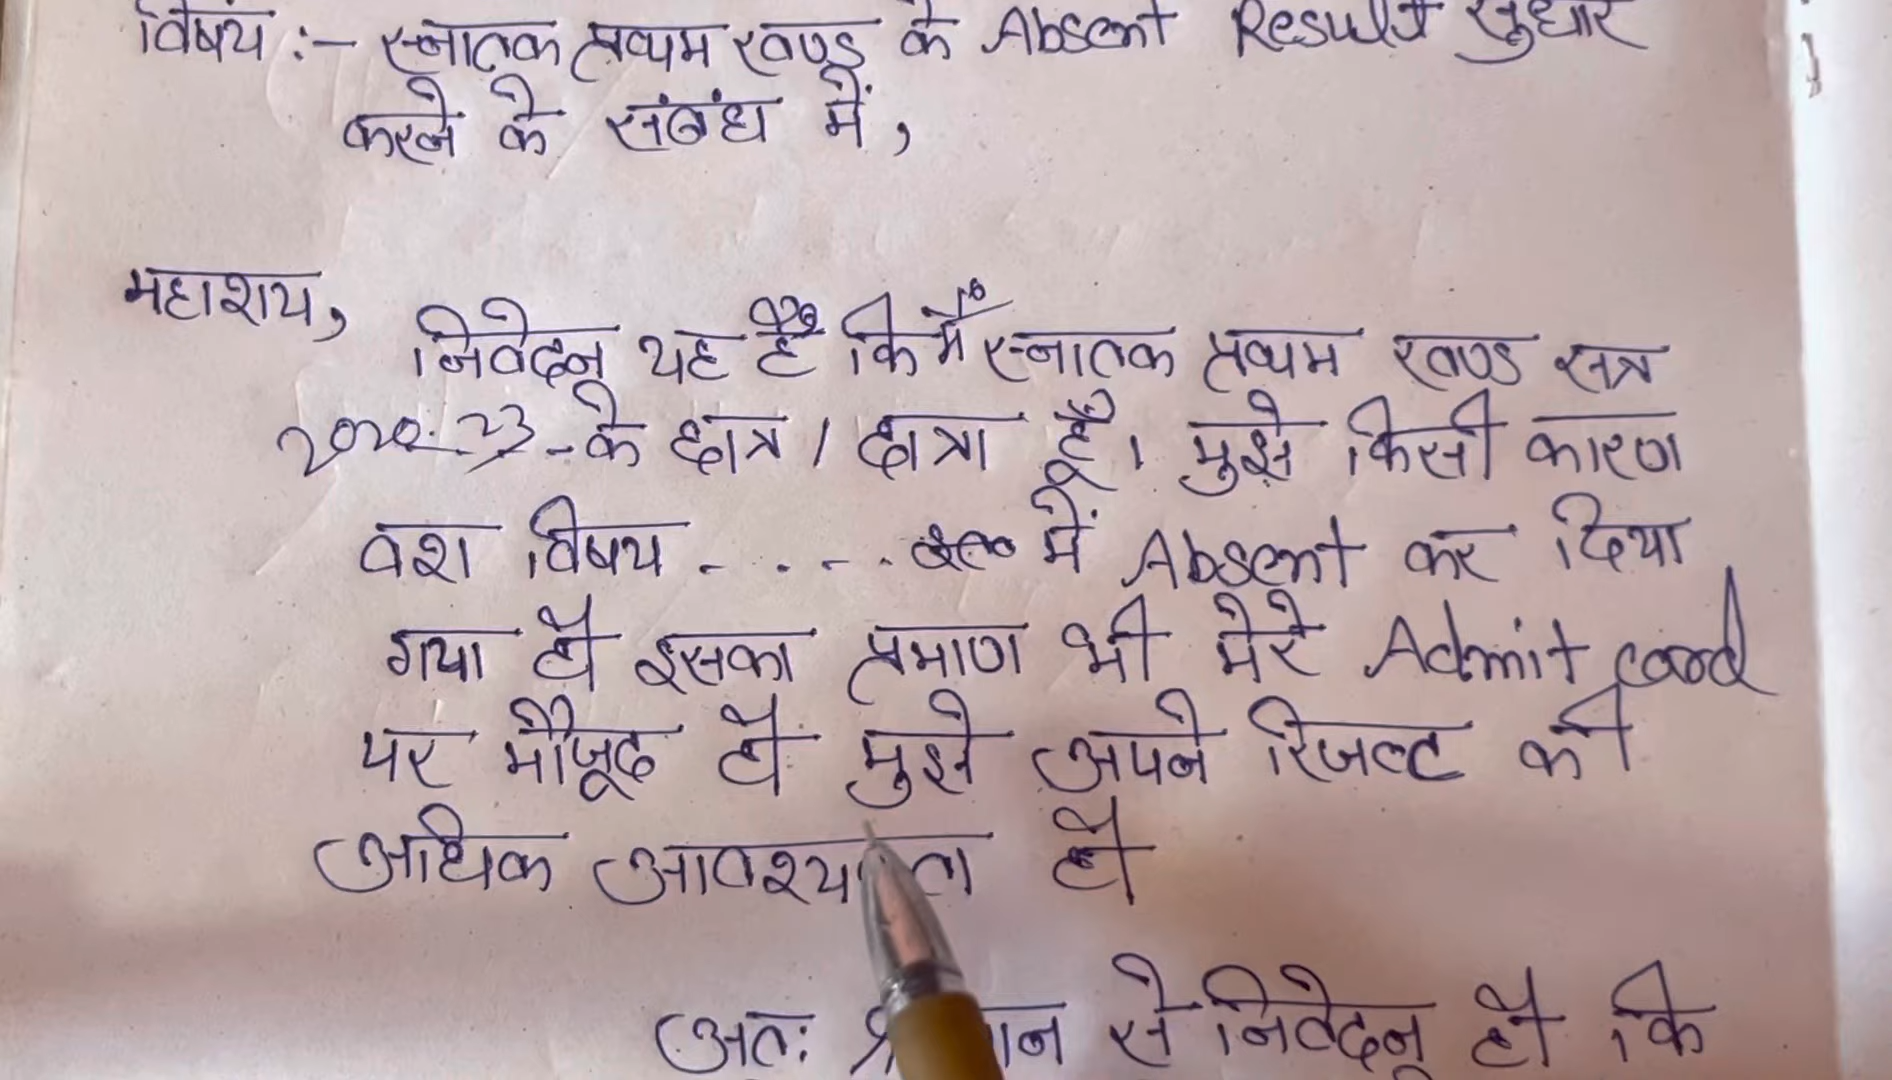 विषय :- स्नातक प्रथम खण्ड के Absent Result सुधार
करने के संबंध में,
महाशय,
निवेदन यह है कि मैं स्नातक प्रथम खण्ड सत्र
2020-23 के छात्र / छात्रा हूँ। मुझे किसी कारण
वश विषय - . . - . में Absent कर दिया
गया है इसका प्रमाण भी मेरे Admit card
पर मौजूद है मुझे अपने रिजल्ट की
अधिक है
अतः से निवेदन है कि